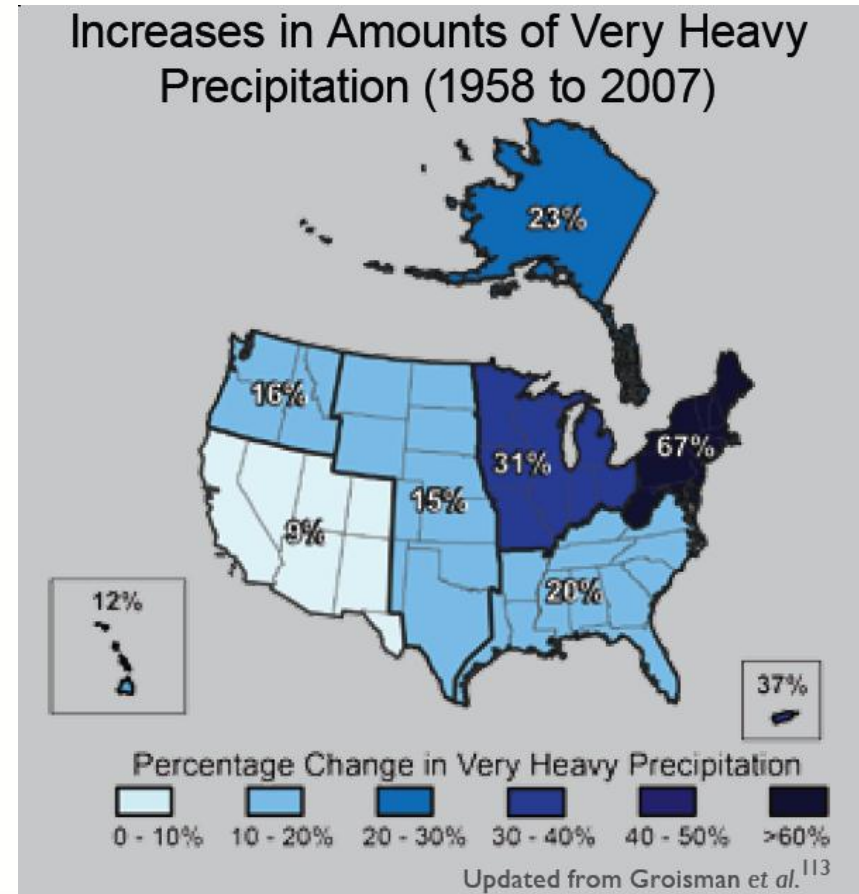 Increases in Amounts of Very Heavy
Precipitation (1958 to 2007)
23%
16%
67%
31%
15%
9%
20%
12%
37%
Percentage Change in Very Heavy Precipitation
0 - 10% 10 - 20% 20 - 30% 30 - 40% 40 - 50% >60%
Updated from Groisman et al.113